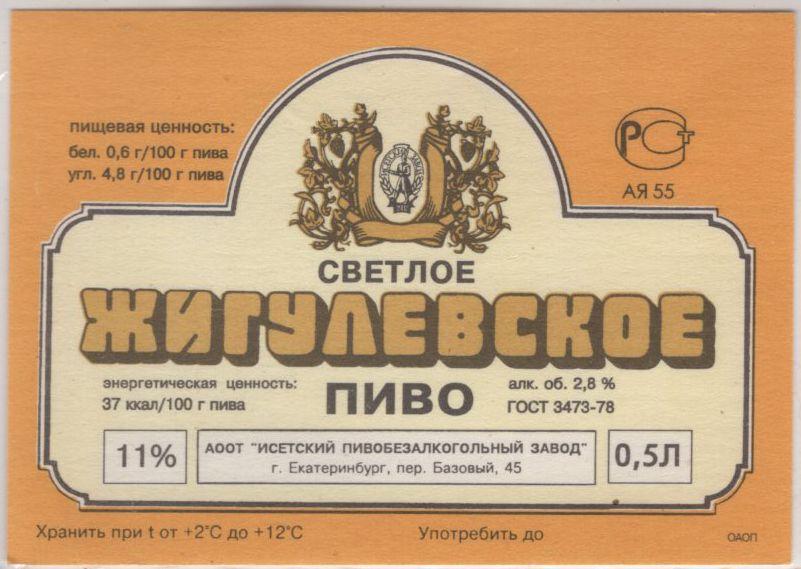 пищевая ценность:
бел. 0,6 г/100 г пива
угл. 4,8 г/100 г пива
РСТ
АЯ 55
СВЕТЛОЕ
ЖИГУЛЕВСКОЕ
ПИВО
энергетическая ценность:
37 ккал/100 г пива
алк. об. 2,8 %
ГОСТ 3473-78
11%
АООТ "ИСЕТСКИЙ ПИВОБЕЗАЛКОГОЛЬНЫЙ ЗАВОД"
г. Екатеринбург, пер. Базовый, 45
0,5Л
Хранить при t от +2°С до +12°С
Употребить до
ОАОП